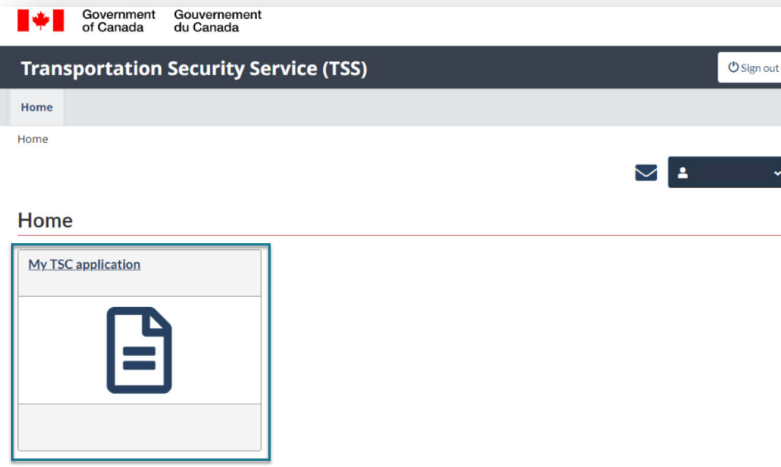 Government Gouvernement
of Canada du Canada
Transportation Security Service (TSS)
Sign out
Home
Home
Home
My TSC application